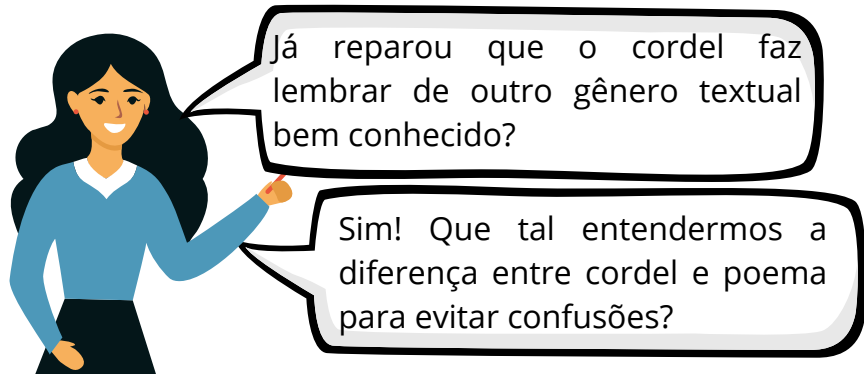 Já reparou que o cordel faz
lembrar de outro gênero textual
bem conhecido?
Sim! Que tal entendermos a
diferença entre cordel e poema
para evitar confusões?